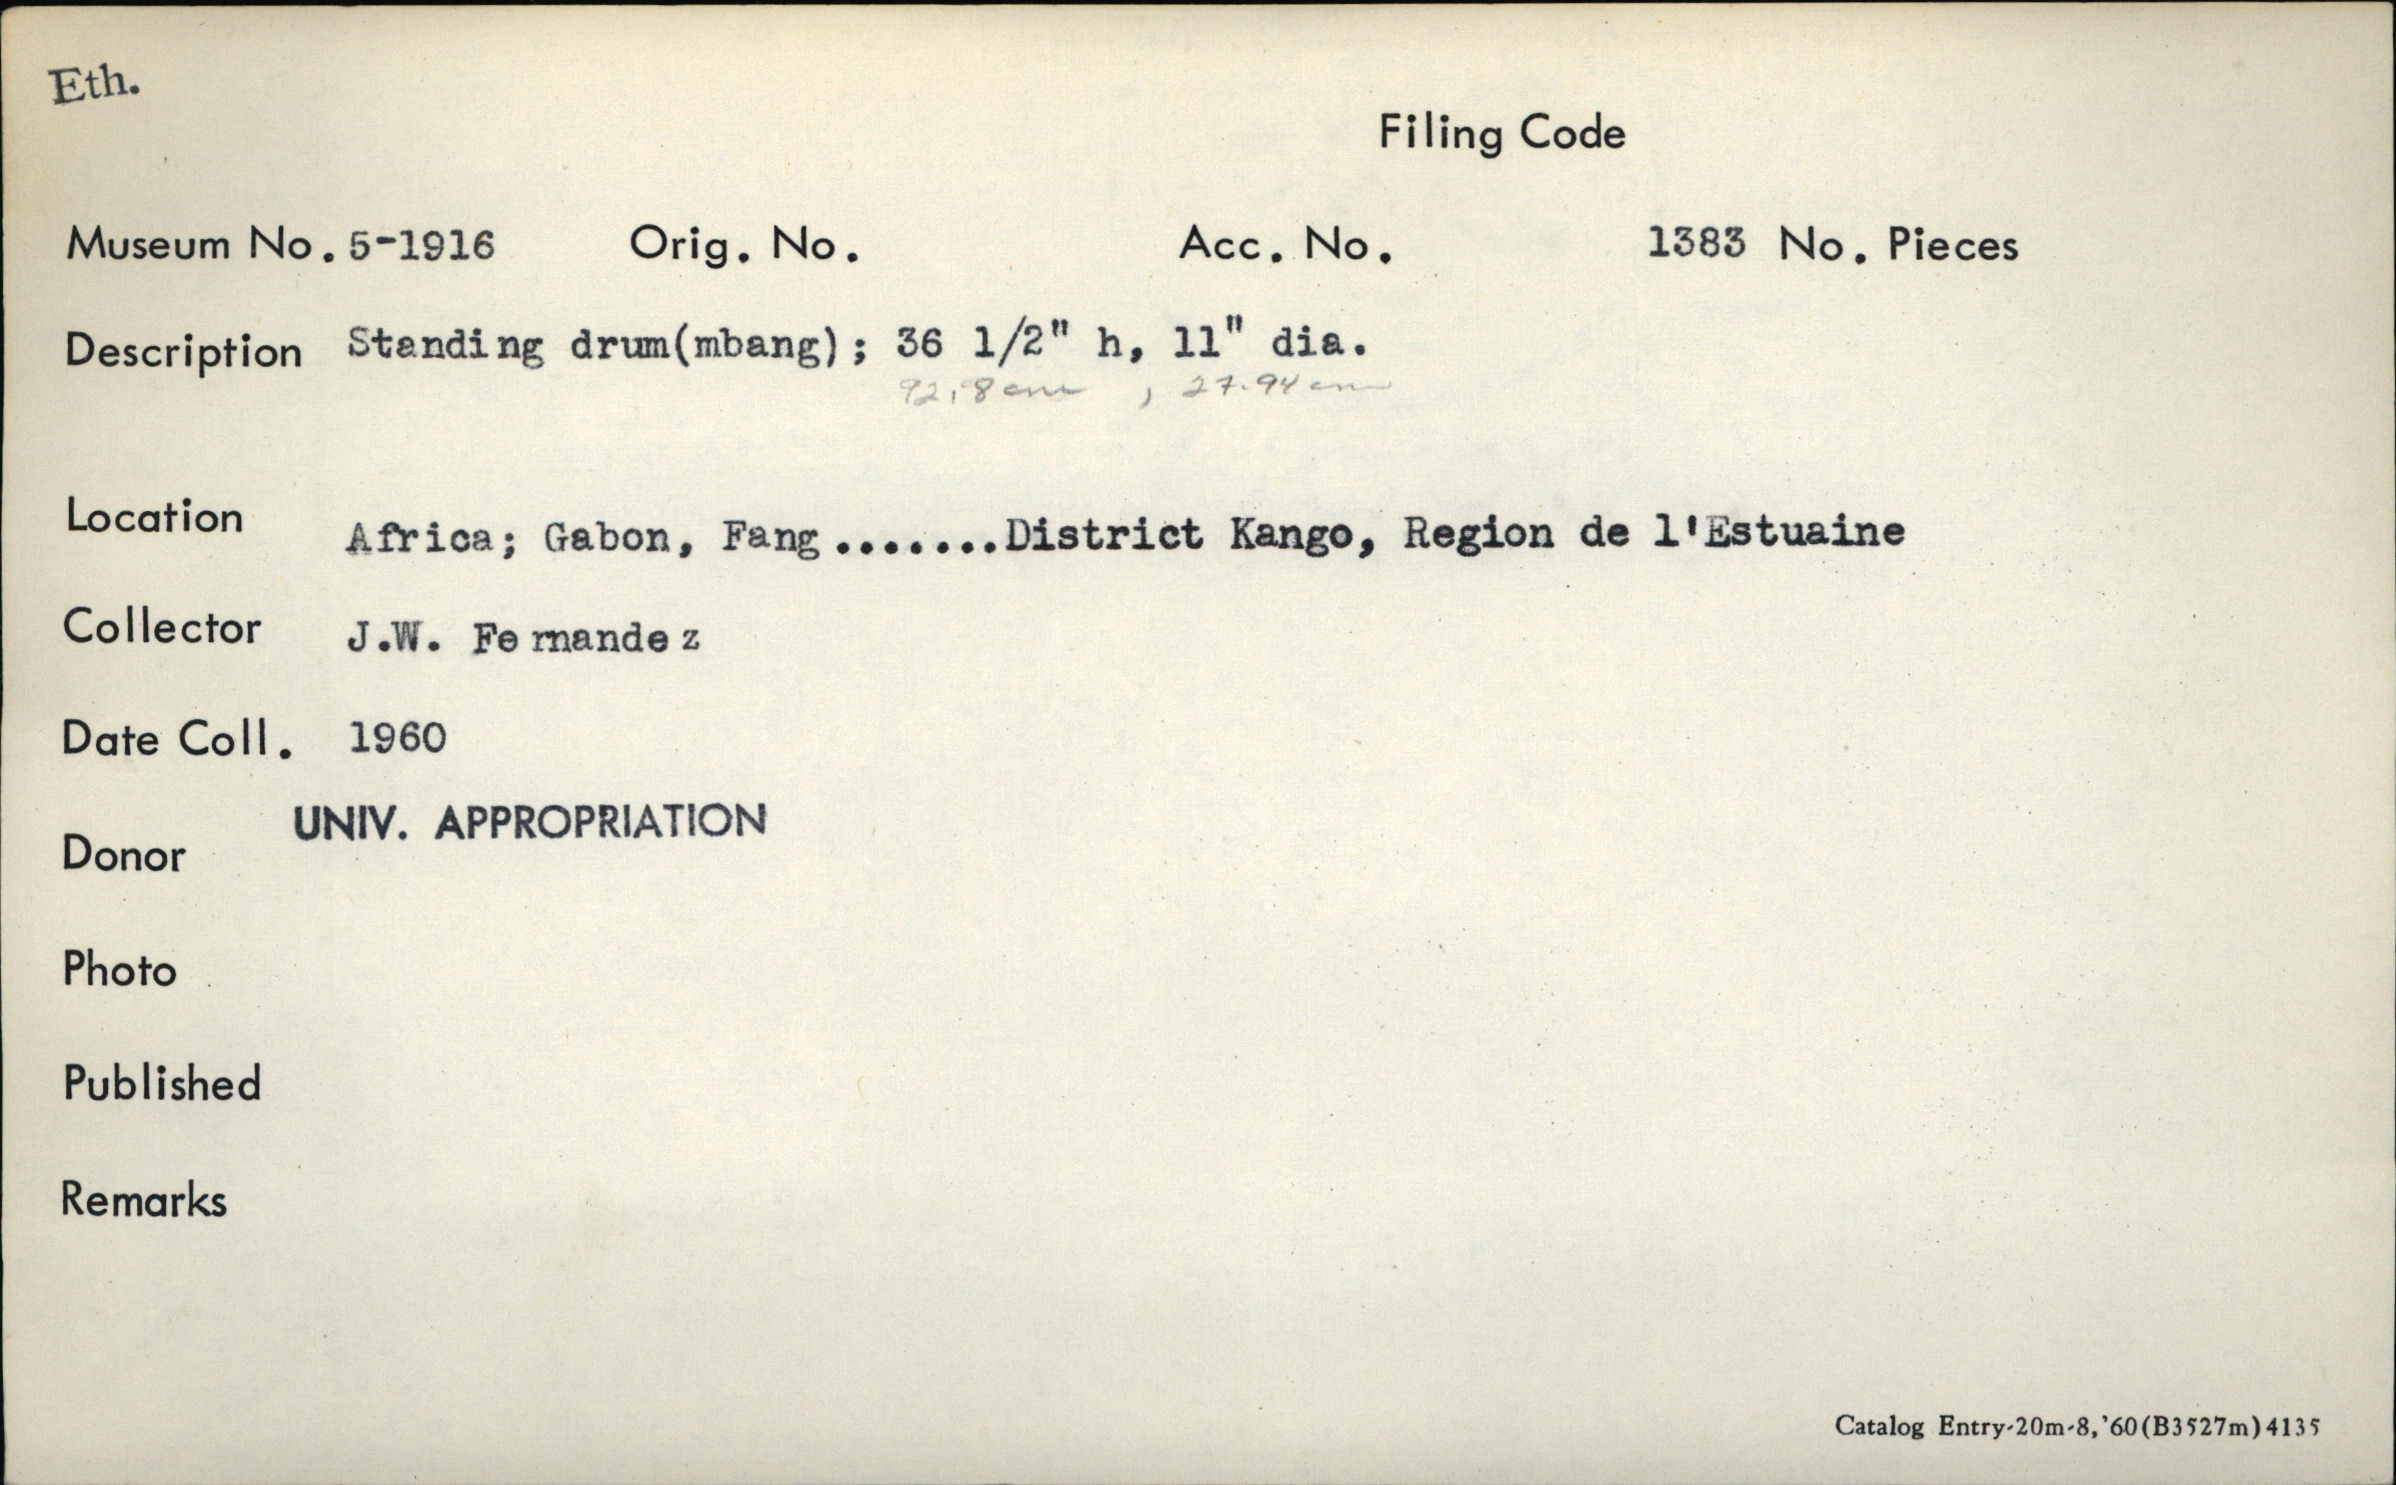 Eth.
Filing Code
Museum No. 5-1916 Orig. No. Acc. No. 1383 No. Pieces
Description Standing drum(mbang); 36 1/2" h, 11" dia.
92.8 cm , 27.94 cm
Location Africa; Gabon, Fang.......District Kango, Region de l'Estuaine
Collector J.W. Fernandez
Date Coll. 1960
UNIV. APPROPRIATION
Donor
Photo
Published
Remarks
Catalog Entry-20m-8,'60(B3527m)4135